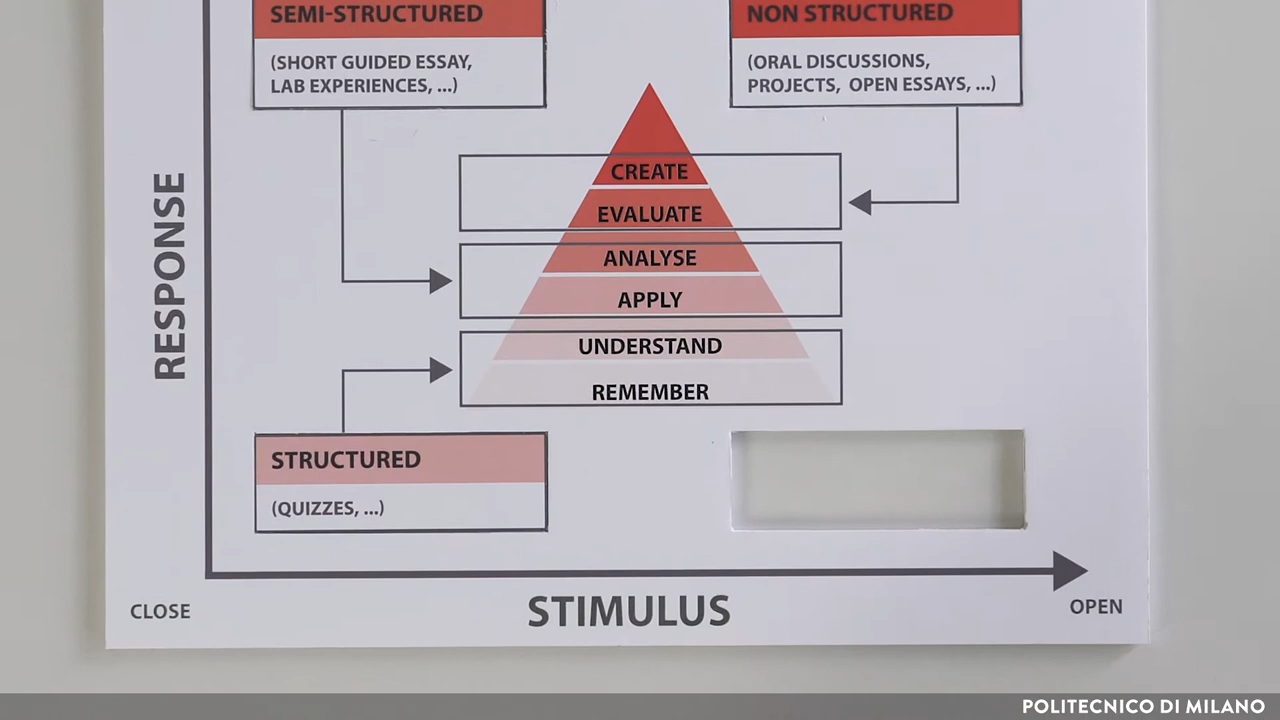 SEMI-STRUCTURED
(SHORT GUIDED ESSAY,
LAB EXPERIENCES, ...)
NON STRUCTURED
(ORAL DISCUSSIONS,
PROJECTS, OPEN ESSAYS, ...)
CREATE
EVALUATE
ANALYSE
APPLY
UNDERSTAND
REMEMBER
RESPONSE
STRUCTURED
(QUIZZES, ...)
CLOSE
STIMULUS
OPEN
POLITECNICO DI MILANO